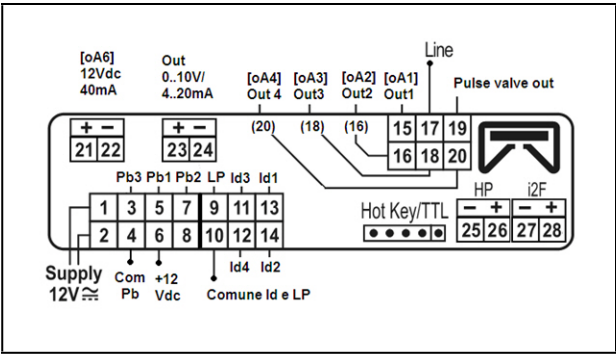 Line
[oA6] Out
12Vdc 0..10V/ [oA4] [oA3] [oA2] [oA1] Pulse valve out
40mA 4..20mA Out 4 Out3 Out2 Out1
+ − + − (20) (18) (16) 15 17 19
21 22 23 24 16 18 20
Pb3 Pb1 Pb2 LP Id3 Id1 HP i2F
1 3 5 7 9 11 13 Hot Key/TTL − + − +
2 4 6 8 10 12 14 25 26 27 28
Supply Com +12 Id4 Id2
12V≂ Pb Vdc Comune Id e LP